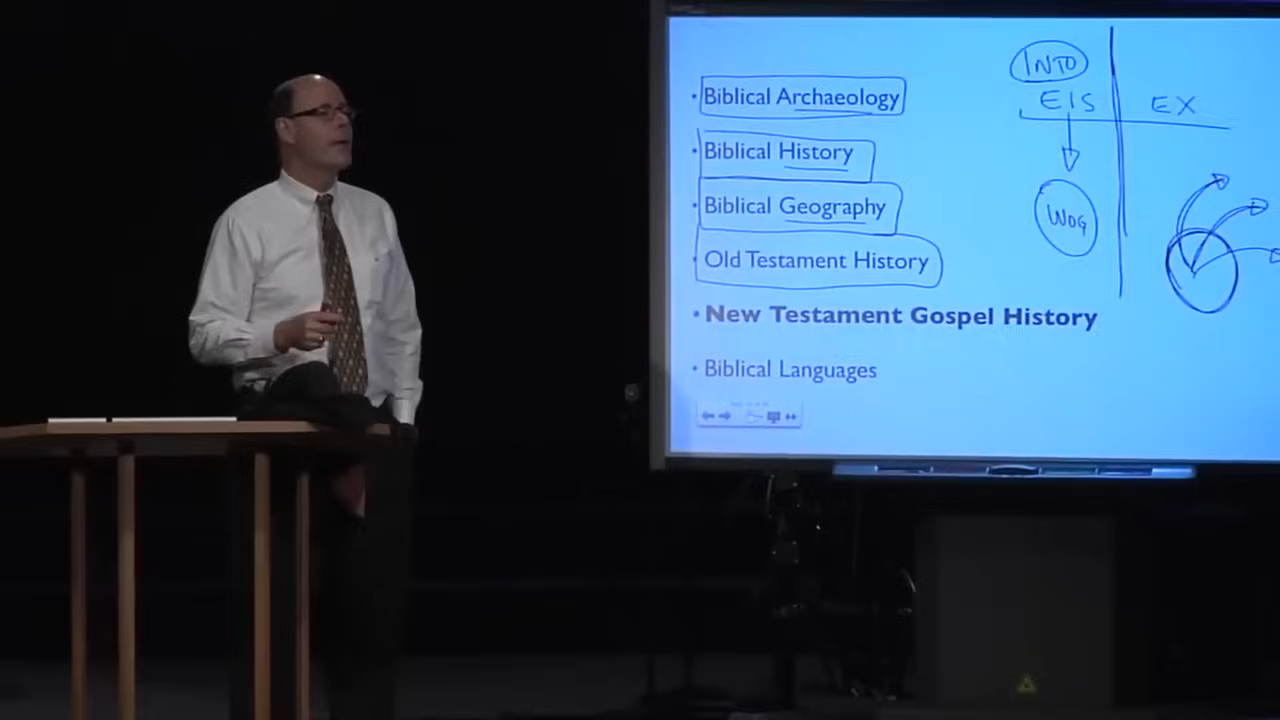 • Biblical Archaeology
• Biblical History
• Biblical Geography
• Old Testament History
• New Testament Gospel History
• Biblical Languages
INTO
EIS
EX
WOG